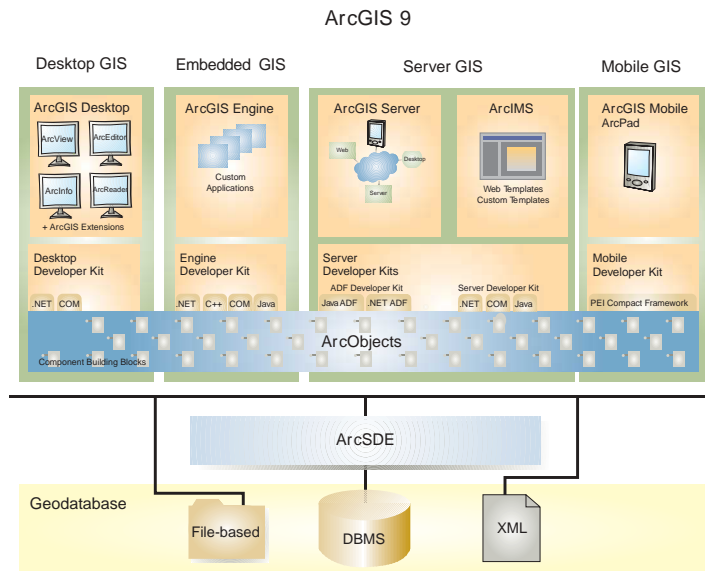 ArcGIS 9
Desktop GIS
Embedded GIS
Server GIS
Mobile GIS
ArcGIS Desktop
ArcView
ArcEditor
ArcInfo
ArcReader
+ ArcGIS Extensions
ArcGIS Engine
Custom
Applications
ArcGIS Server
Web
Desktop
Server
ArcIMS
Web Templates
Custom Templates
ArcGIS Mobile
ArcPad
Desktop
Developer Kit
.NET
COM
Engine
Developer Kit
.NET
C++
COM
Java
Server
Developer Kits
ADF Developer Kit
Java ADF
.NET ADF
Server Developer Kit
.NET
COM
Java
Mobile
Developer Kit
PEI Compact Framework
ArcObjects
Component Building Blocks
ArcSDE
Geodatabase
File-based
DBMS
XML